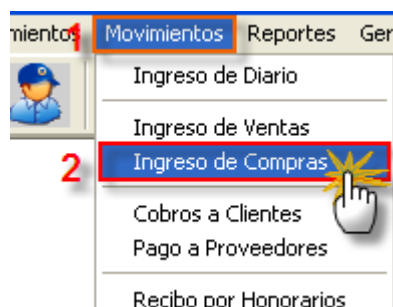 mientos Movimientos Reportes Ger
1
Ingreso de Diario
Ingreso de Ventas
2 Ingreso de Compras
Cobros a Clientes
Pago a Proveedores
Recibo por Honorarios